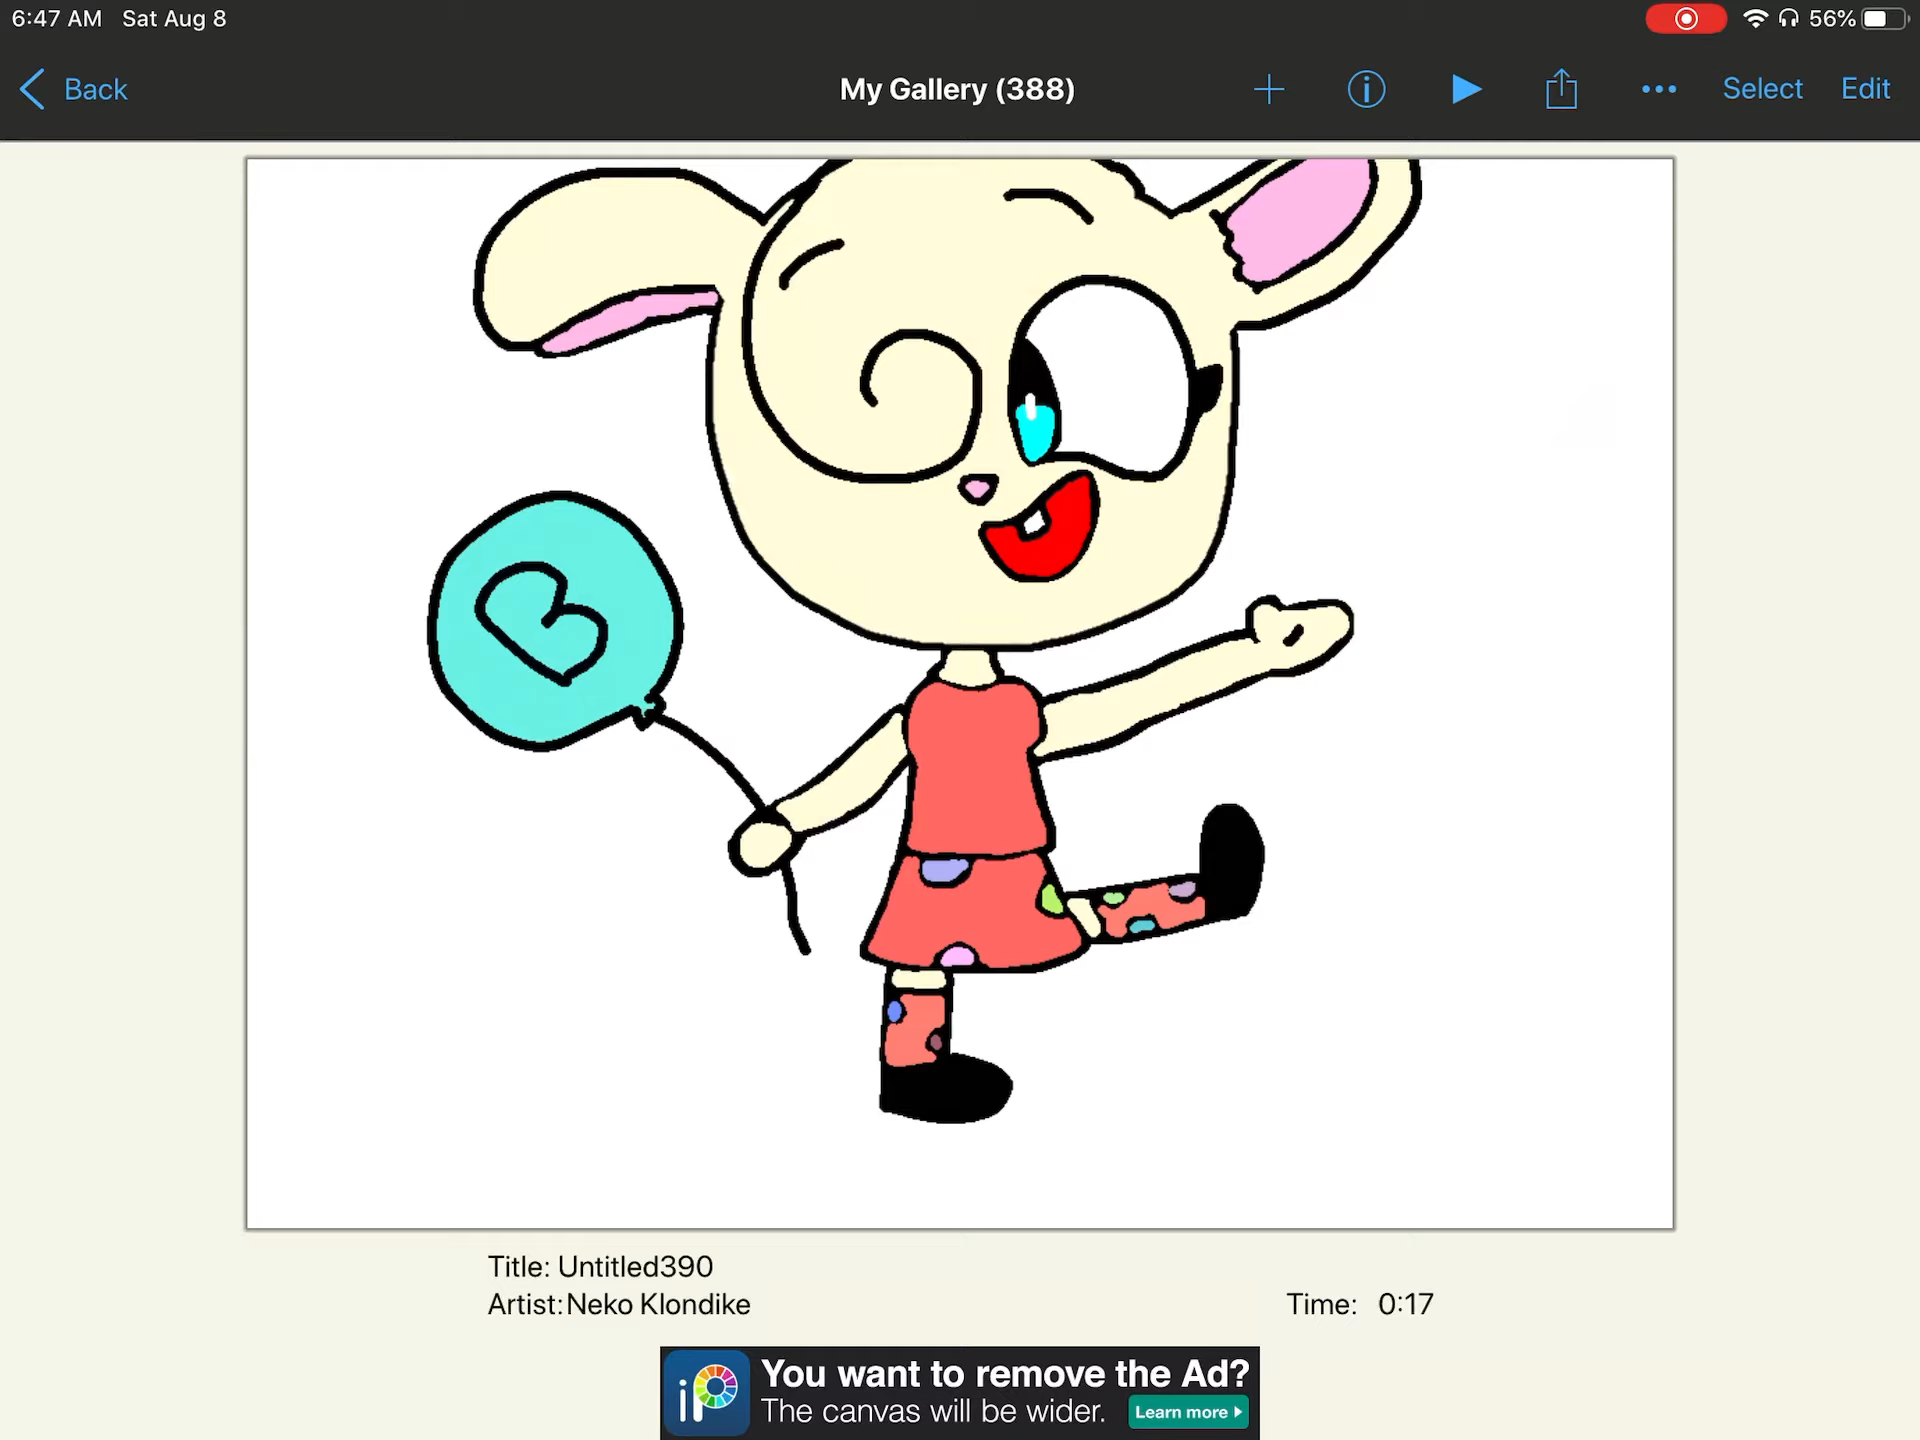 6:47 AM Sat Aug 8 56%
Back My Gallery (388) Select Edit
B
Title: Untitled390
Artist:Neko Klondike Time: 0:17
iP You want to remove the Ad?
The canvas will be wider. Learn more